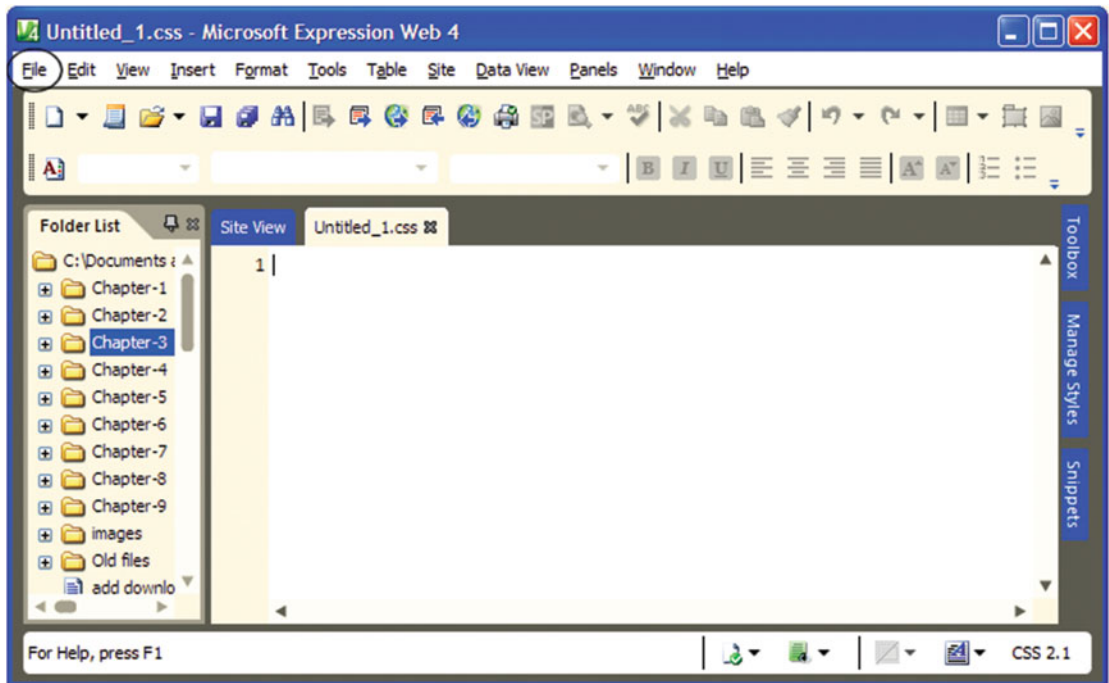 Untitled_1.css - Microsoft Expression Web 4
File Edit View Insert Format Tools Table Site Data View Panels Window Help
SP ABC
A B I U A A
Folder List
Site View Untitled_1.css
C:\Documents a
1
Chapter-1
Chapter-2
Chapter-3
Chapter-4
Chapter-5
Chapter-6
Chapter-7
Chapter-8
Chapter-9
images
Old files
add downlo
Toolbox
Manage Styles
Snippets
For Help, press F1 CSS 2.1